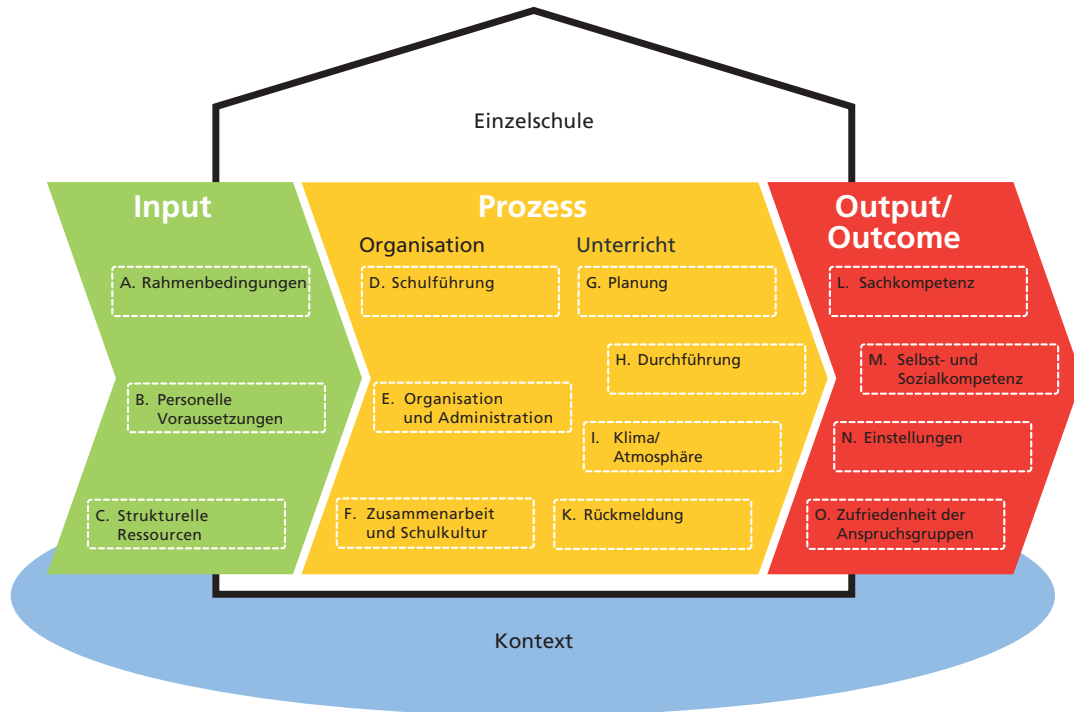 Einzelschule
Input
A. Rahmenbedingungen
B. Personelle
Voraussetzungen
C. Strukturelle
Ressourcen
Prozess
Organisation
D. Schulführung
E. Organisation
und Administration
F. Zusammenarbeit
und Schulkultur
Unterricht
G. Planung
H. Durchführung
I. Klima/
Atmosphäre
K. Rückmeldung
Output/
Outcome
L. Sachkompetenz
M. Selbst- und
Sozialkompetenz
N. Einstellungen
O. Zufriedenheit der
Anspruchsgruppen
Kontext